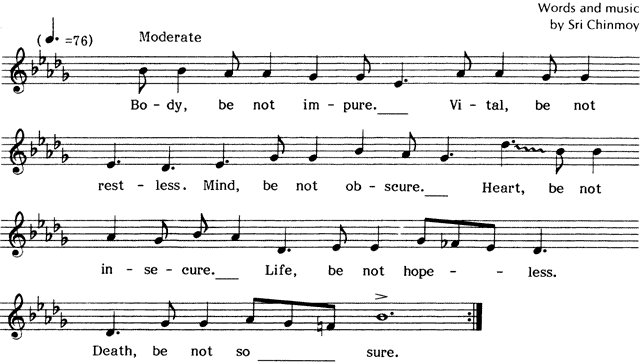 Words and music
by Sri Chinmoy
(♩. =76) Moderate
Bo - dy, be not im - pure.___ Vi - tal, be not
rest - less. Mind, be not ob - scure.___ Heart, be not
in - se - cure.___ Life, be not hope - - less.
Death, be not so ________ sure.